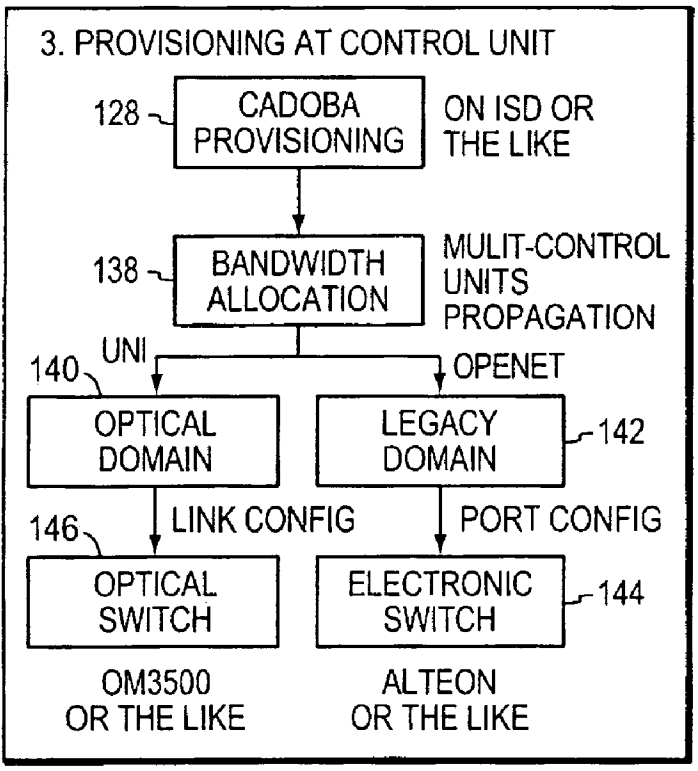 3. PROVISIONING AT CONTROL UNIT
128
CADOBA
PROVISIONING
ON ISD OR
THE LIKE
138
BANDWIDTH
ALLOCATION
MULIT-CONTROL
UNITS
PROPAGATION
UNI
OPENET
140
OPTICAL
DOMAIN
LEGACY
DOMAIN
142
LINK CONFIG
PORT CONFIG
146
OPTICAL
SWITCH
ELECTRONIC
SWITCH
144
OM3500
OR THE LIKE
ALTEON
OR THE LIKE